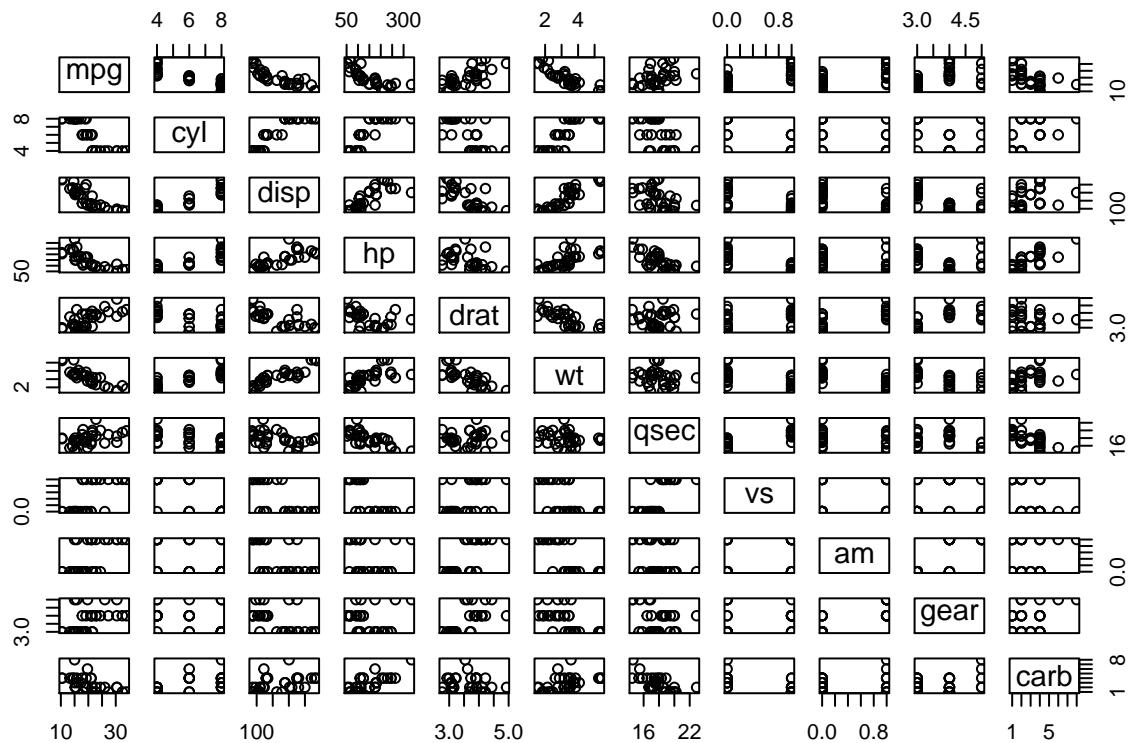 4 6 8 50 300 2 4 0.0 0.4 0.8 3.0 4.5
mpg 10
8 4 cyl
disp 100
50 hp
drat 3.0
2 wt
qsec 16
0.0 vs
am 0.0
3.0 gear
carb 8 1
10 20 30 100 3.0 5.0 16 22 0.0 0.8 1 5